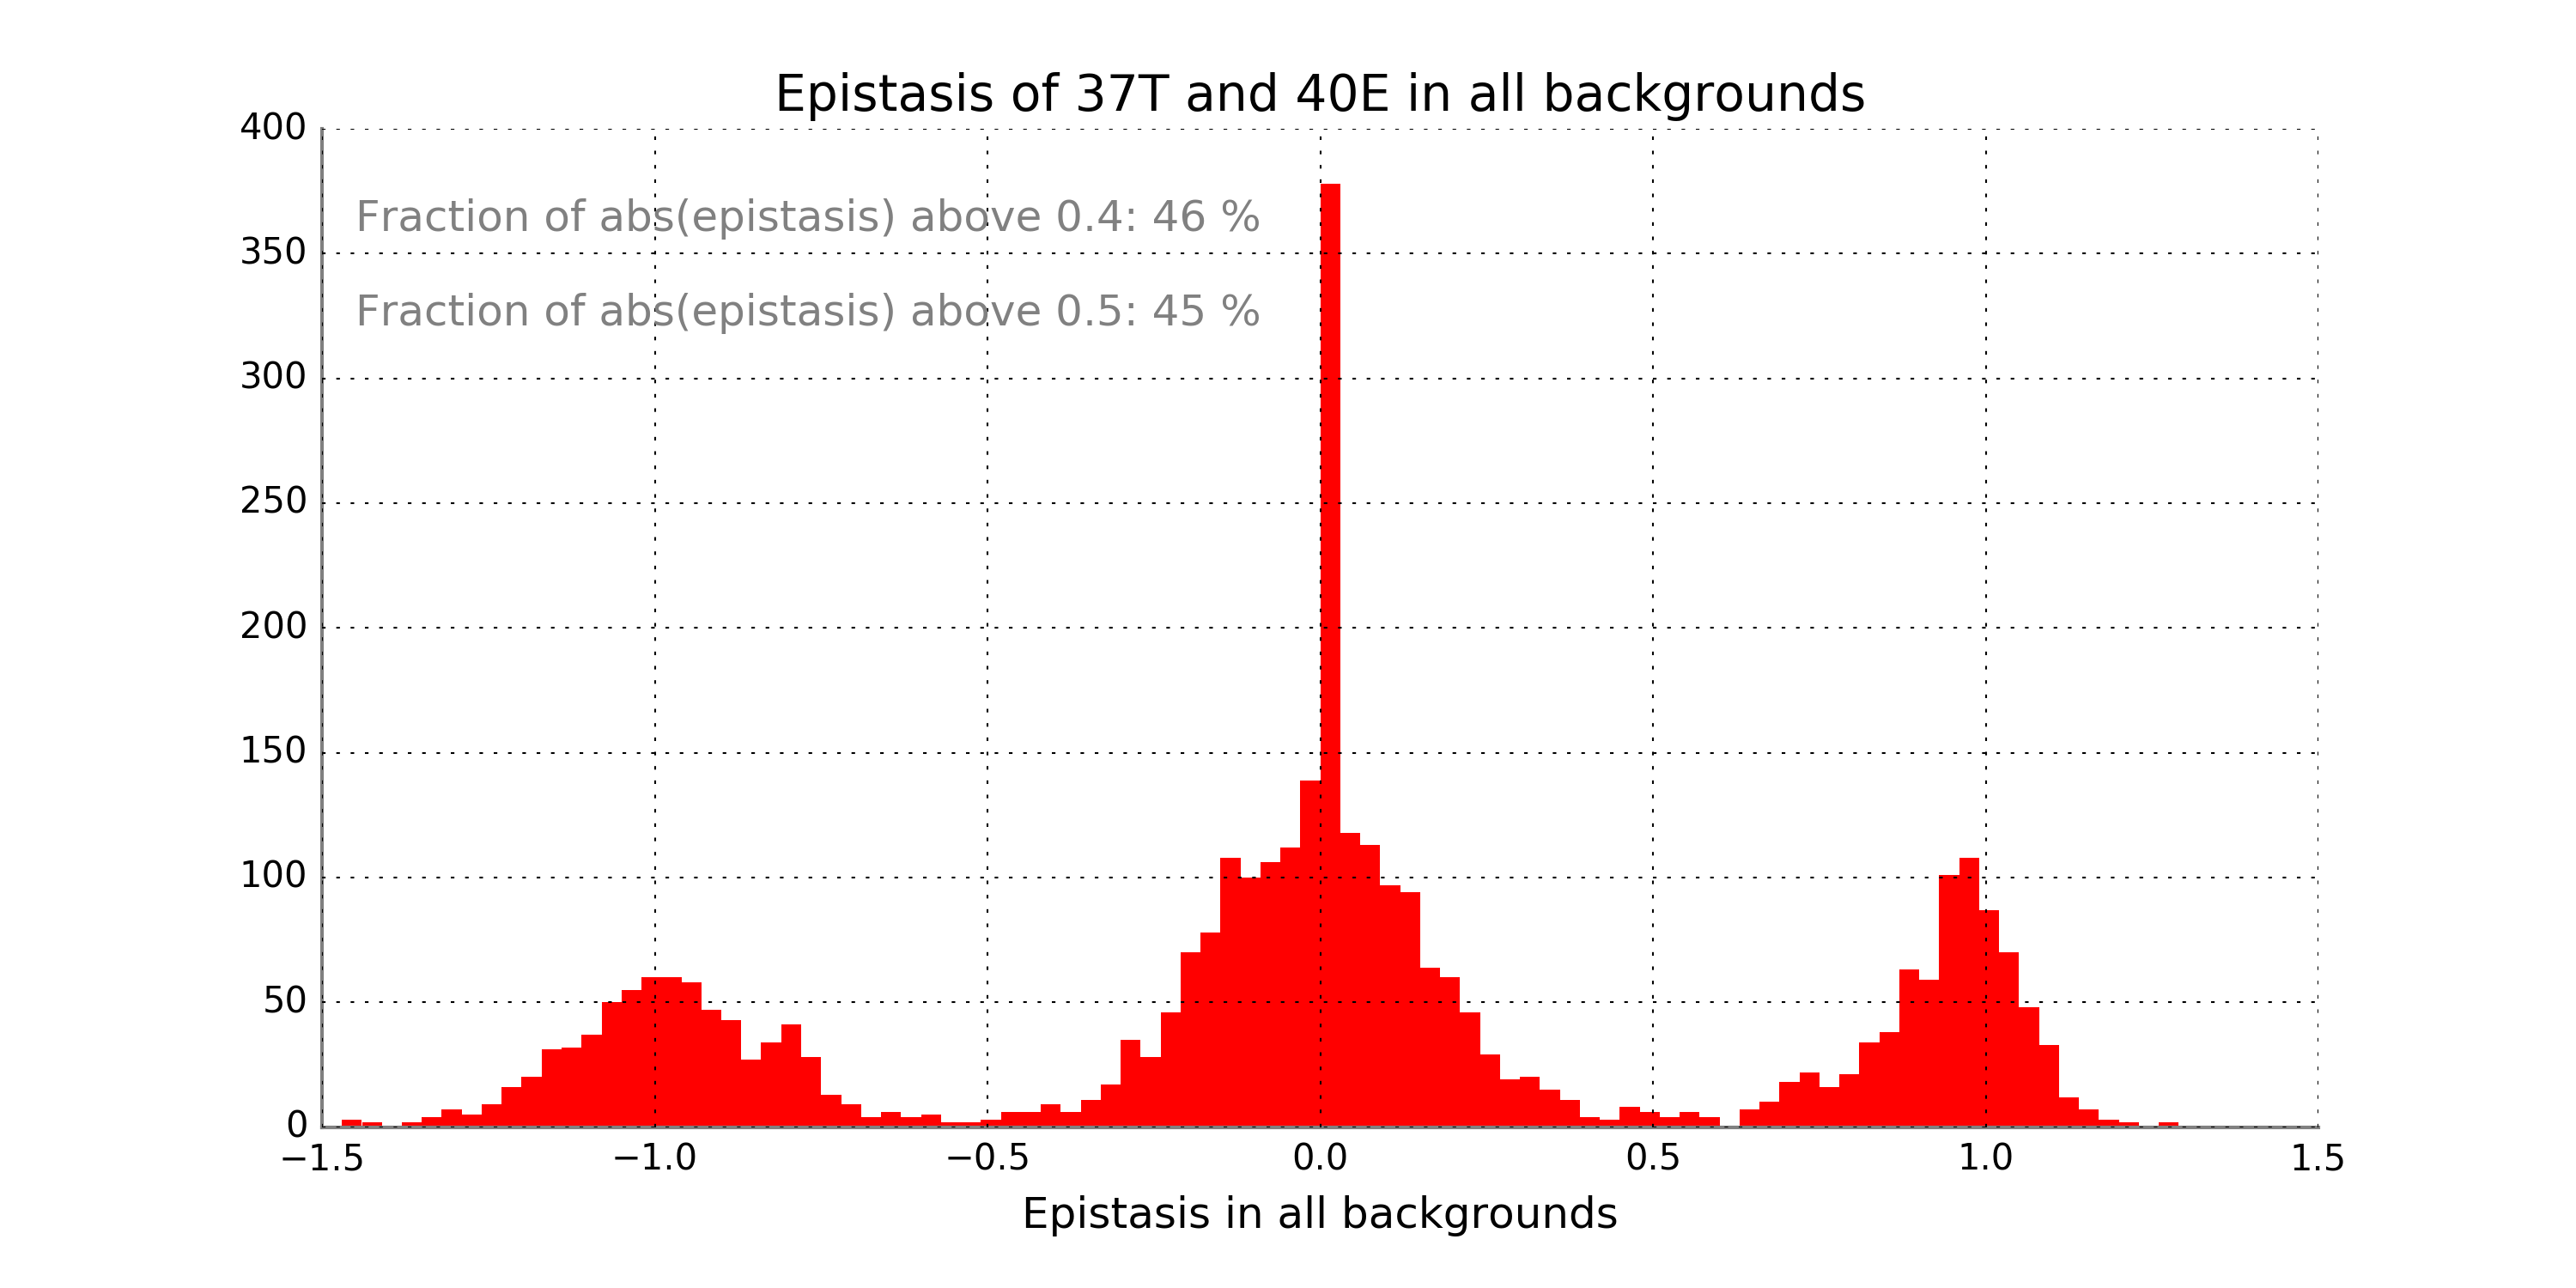 Epistasis of 37T and 40E in all backgrounds
400
Fraction of abs(epistasis) above 0.4: 46 %
350
Fraction of abs(epistasis) above 0.5: 45 %
300
250
200
150
100
50
0
−1.5 −1.0 −0.5 0.0 0.5 1.0 1.5
Epistasis in all backgrounds